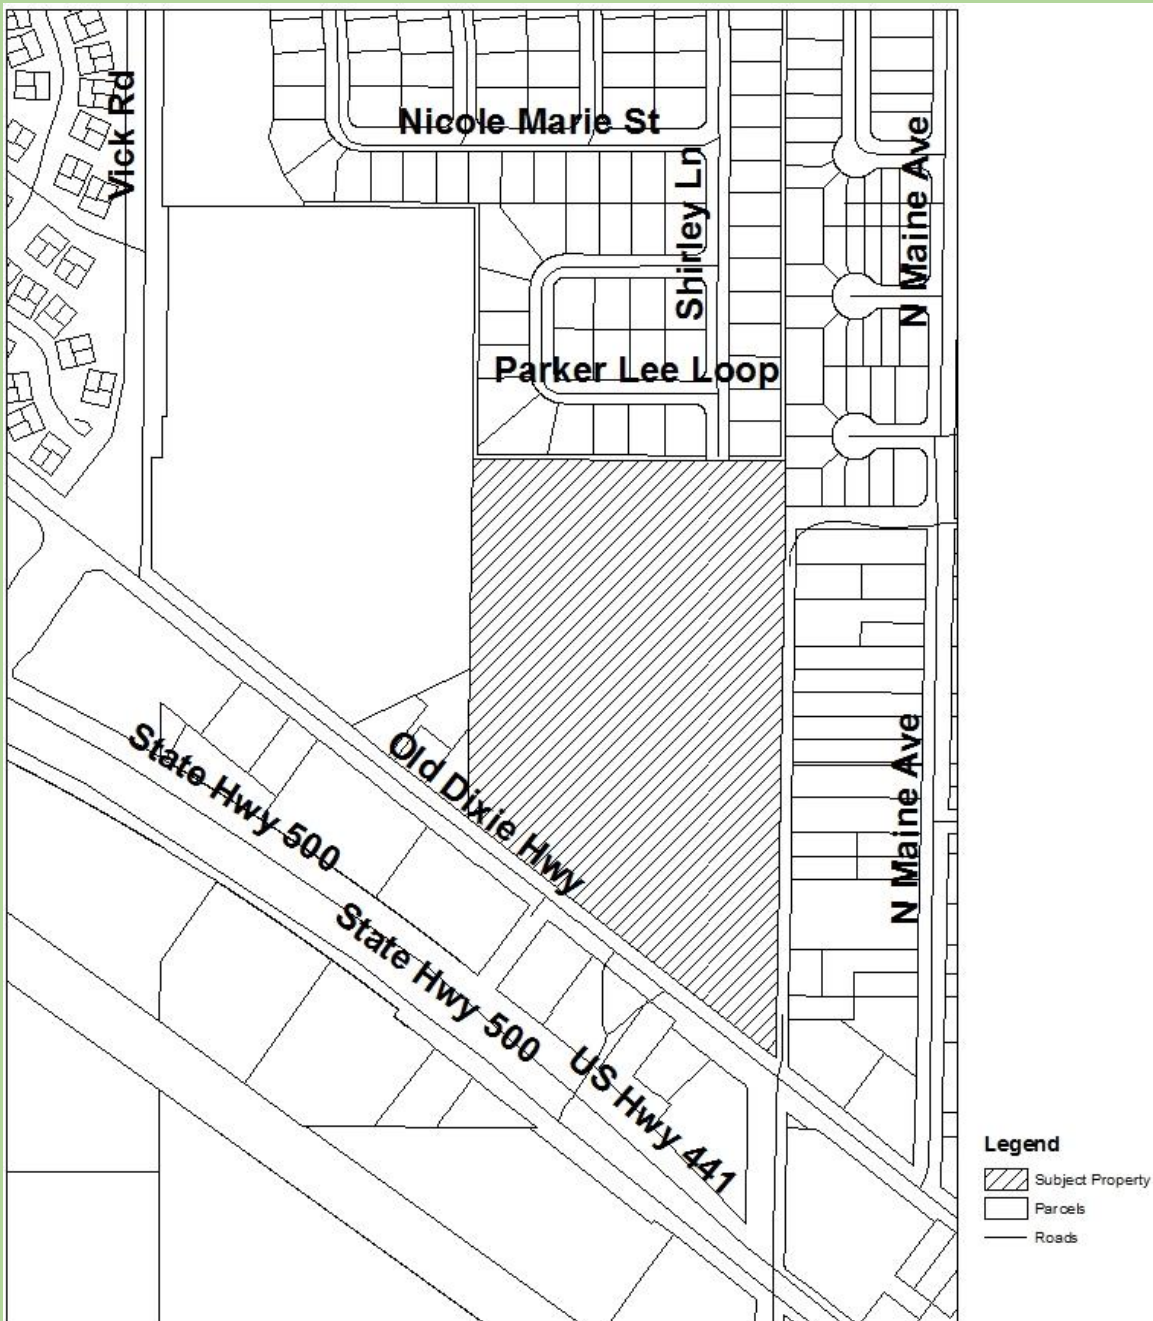 Vick Rd
Nicole Marie St
Shirley Ln
N Maine Ave
Parker Lee Loop
Old Dixie Hwy
State Hwy 500
State Hwy 500
US Hwy 441
N Maine Ave
Legend
Subject Property
Parcels
Roads